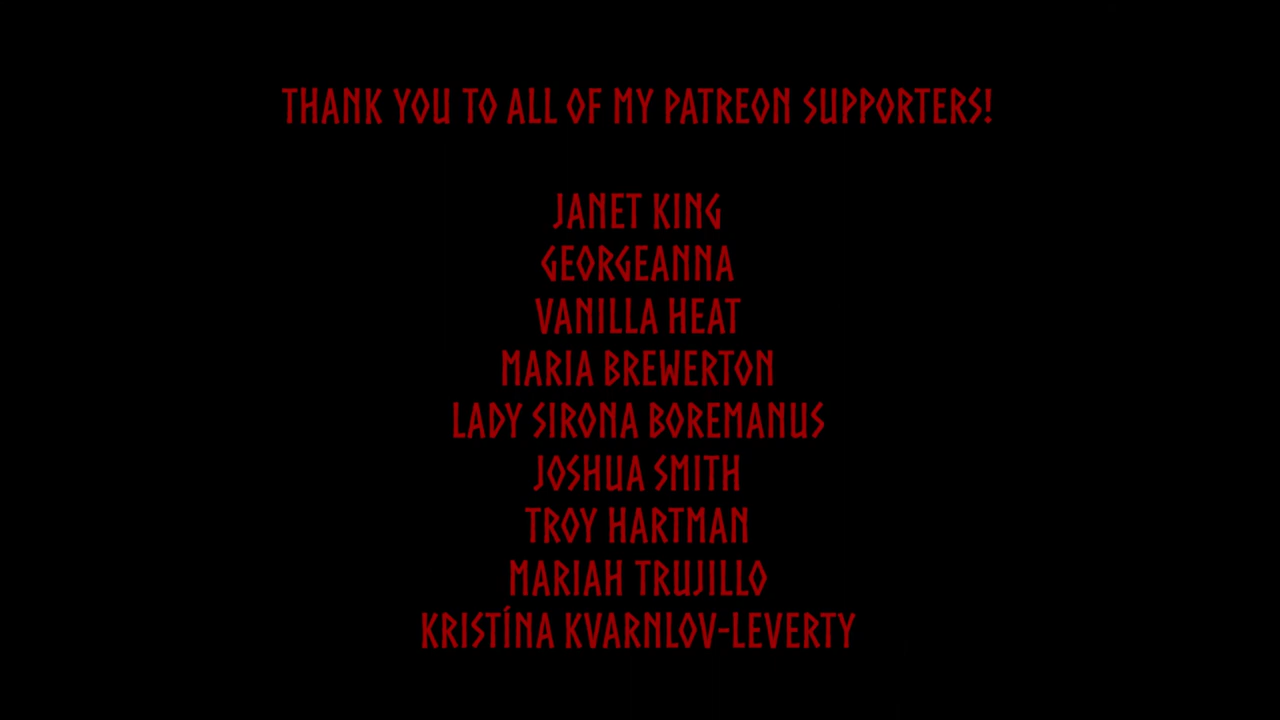 THANK YOU TO ALL OF MY PATREON SUPPORTERS!
JANET KING
GEORGEANNA
VANILLA HEAT
MARIA BREWERTON
LADY SIRONA BOREMANUS
JOSHUA SMITH
TROY HARTMAN
MARIAH TRUJILLO
KRISTÍNA KVARNLOV-LEVERTY